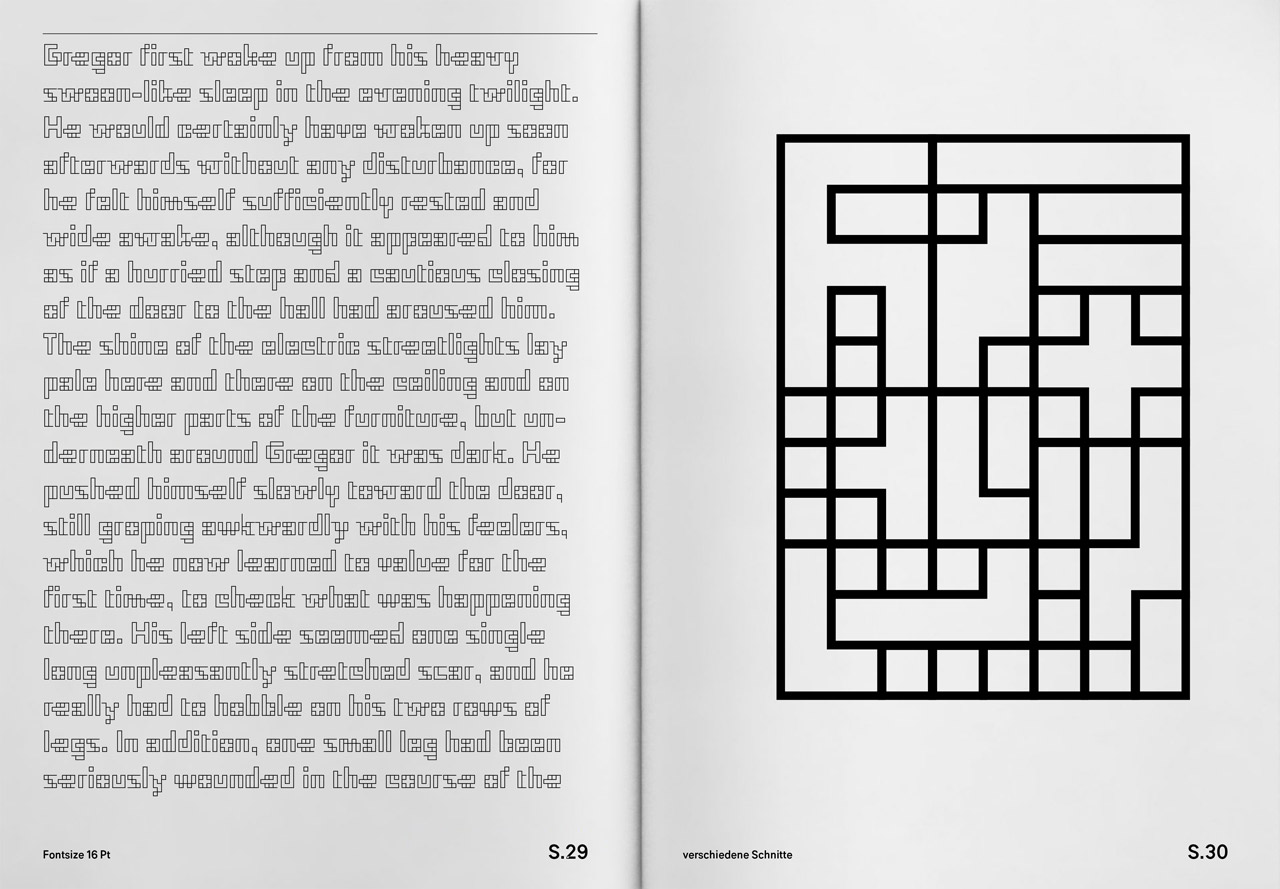 Gregor first woke up from his heavy
swoon-like sleep in the evening twilight.
He would certainly have woken up soon
afterwards without any disturbance, for
he felt himself sufficiently rested and
wide awake, although it appeared to him
as if a hurried step and a cautious closing
of the door to the hall had aroused him.
The shine of the electric streetlights lay
pale here and there on the ceiling and on
the higher parts of the furniture, but un-
derneath around Gregor it was dark. He
pushed himself slowly toward the door,
still groping awkwardly with his feelers,
which he now learned to value for the
first time, to check what was happening
there. His left side seemed one single
long unpleasantly stretched scar, and he
really had to hobble on his two rows of
legs. In addition, one small leg had been
seriously wounded in the course of the
Fontsize 16 Pt
S.29
verschiedene Schnitte
S.30